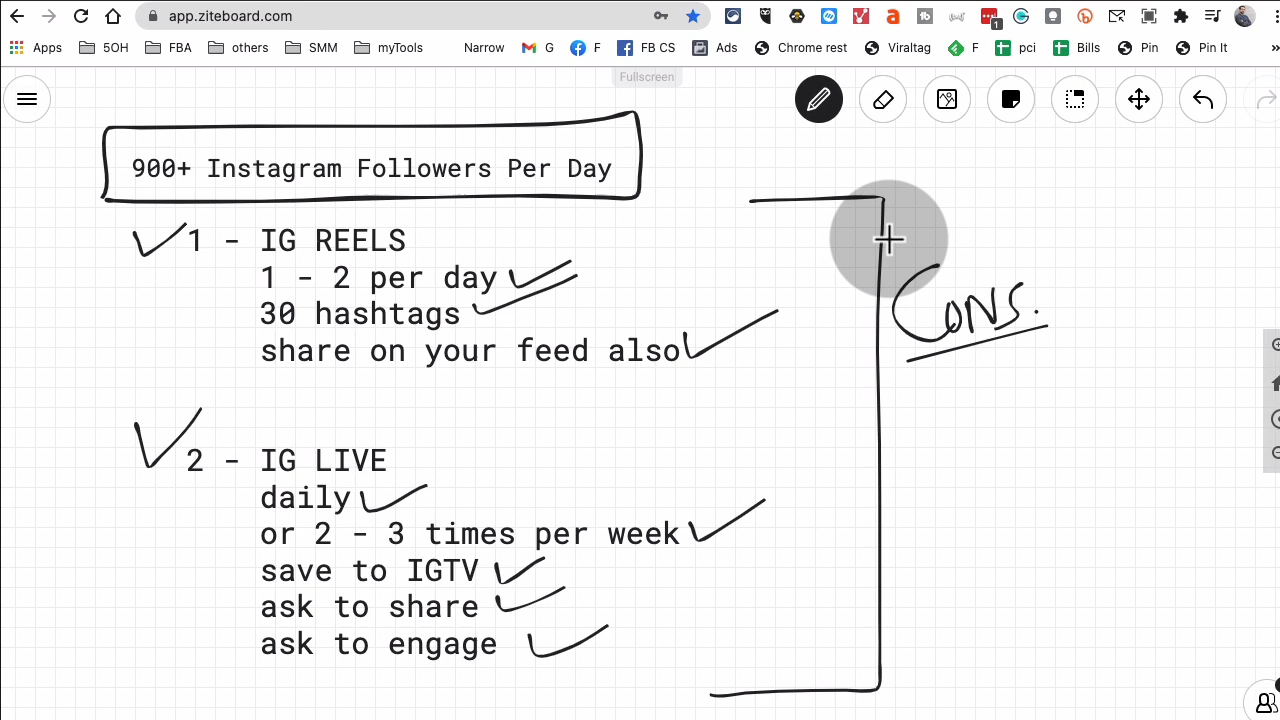 app.ziteboard.com
Apps 5OH FBA others SMM myTools Narrow G F FB CS Ads Chrome rest Viraltag F pci Bills Pin Pin It »
Fullscreen
900+ Instagram Followers Per Day
1 - IG REELS
1 - 2 per day
30 hashtags
share on your feed also
Cons.
2 - IG LIVE
daily
or 2 - 3 times per week
save to IGTV
ask to share
ask to engage